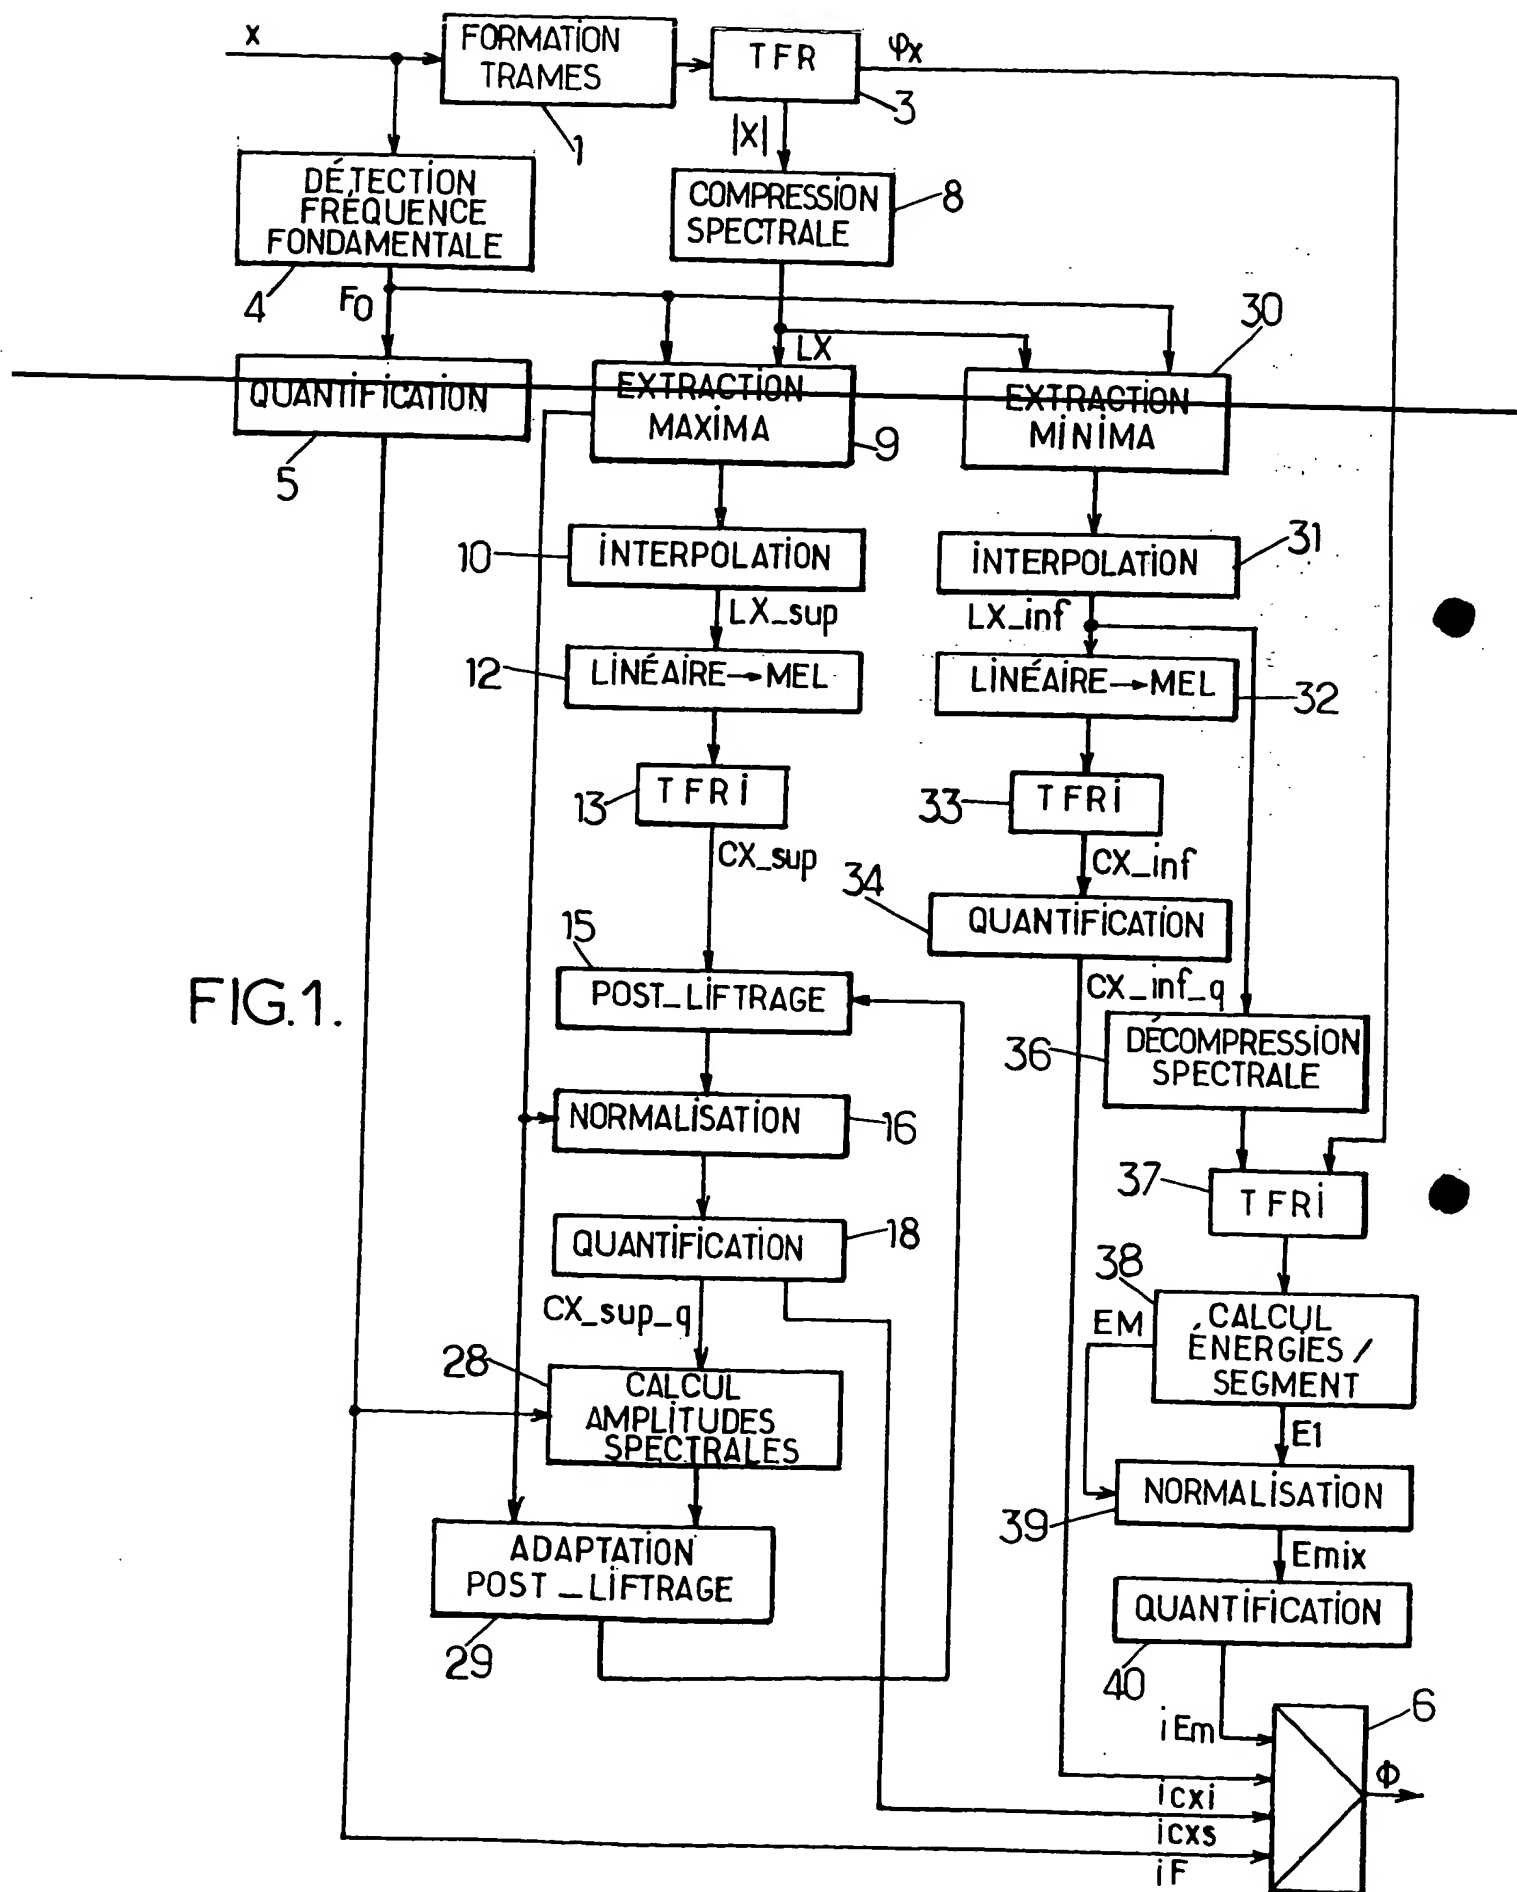 x
FORMATION
TRAMES
1
TFR
3
φx
|X|
DÉTECTION
FRÉQUENCE
FONDAMENTALE
4
COMPRESSION
SPECTRALE
8
F0
LX
30
QUANTIFICATION
5
EXTRACTION
MAXIMA
9
EXTRACTION
MINIMA
10
INTERPOLATION
INTERPOLATION
31
LX_sup
LX_inf
12
LINÉAIRE→MEL
LINÉAIRE→MEL
32
13
TFRI
33
TFRI
CX_sup
CX_inf
34
QUANTIFICATION
15
POST_LIFTRAGE
CX_inf_q
FIG.1.
36
DÉCOMPRESSION
SPECTRALE
NORMALISATION
16
37
TFRI
QUANTIFICATION
18
38
CALCUL
ÉNERGIES /
SEGMENT
EM
CX_sup_q
28
CALCUL
AMPLITUDES
SPECTRALES
E1
NORMALISATION
39
ADAPTATION
POST_LIFTRAGE
29
Emix
QUANTIFICATION
40
6
iEm
Φ
icxi
icxs
iF